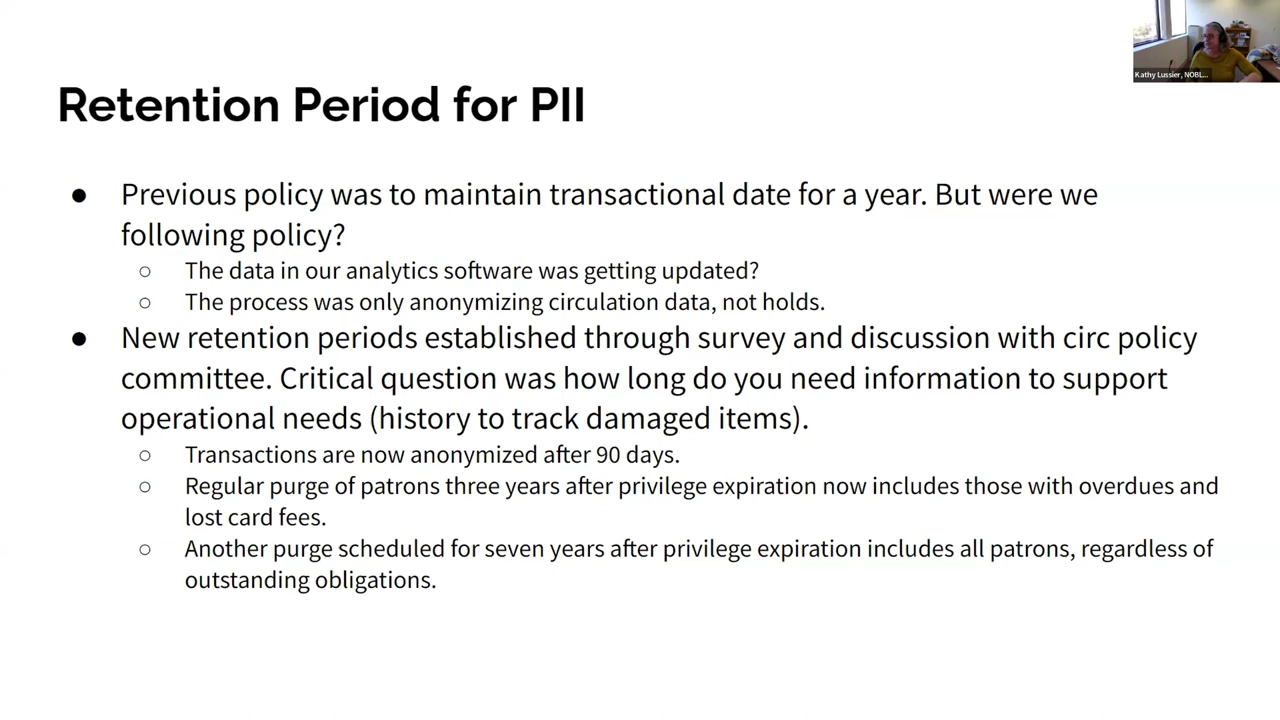 Retention Period for PII
● Previous policy was to maintain transactional date for a year. But were we
following policy?
○ The data in our analytics software was getting updated?
○ The process was only anonymizing circulation data, not holds.
● New retention periods established through survey and discussion with circ policy
committee. Critical question was how long do you need information to support
operational needs (history to track damaged items).
○ Transactions are now anonymized after 90 days.
○ Regular purge of patrons three years after privilege expiration now includes those with overdues and
lost card fees.
○ Another purge scheduled for seven years after privilege expiration includes all patrons, regardless of
outstanding obligations.
Kathy Lussier, NOBL...